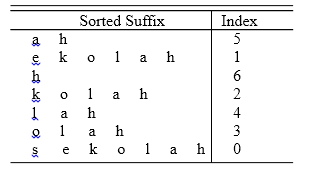 Sorted Suffix Index
a h 5
e k o l a h 1
h 6
k o l a h 2
l a h 4
o l a h 3
s e k o l a h 0